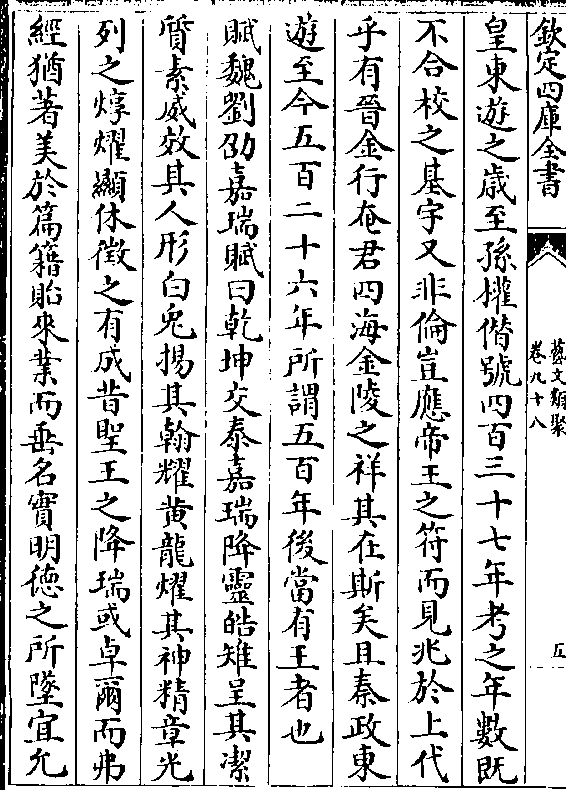 欽定四庫全書
藝文類聚
卷九十八
五
皇東遊之歲至孫權僭號四百三十七年考之年數既
不合校之基宇又非倫豈應帝王之符而見兆於上代
乎有晉金行奄君四海金陵之祥其在斯矣且秦政東
遊至今五百二十六年所謂五百年後當有王者也
賦魏劉劭嘉瑞賦曰乾坤交泰嘉瑞降靈皓雉呈其潔
質素威效其人形白兎揚其翰耀黄龍耀其神精章光
列之焞燿顯休徴之有成昔聖王之降瑞或卓爾而弗
經猶著美於篇籍貽來業而垂名實明徳之所墜宜允